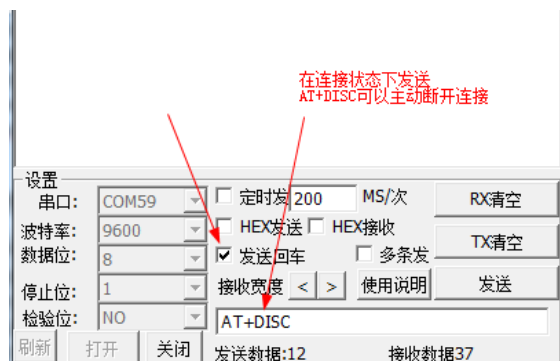 在连接状态下发送
AT+DISC可以主动断开连接
设置
串口: COM59 定时发 200 MS/次 RX清空
波特率: 9600 HEX发送 HEX接收
数据位: 8 发送回车 多条发 TX清空
停止位: 1 接收宽度 < > 使用说明 发送
检验位: NO AT+DISC
刷新 打开 关闭 发送数据:12 接收数据37